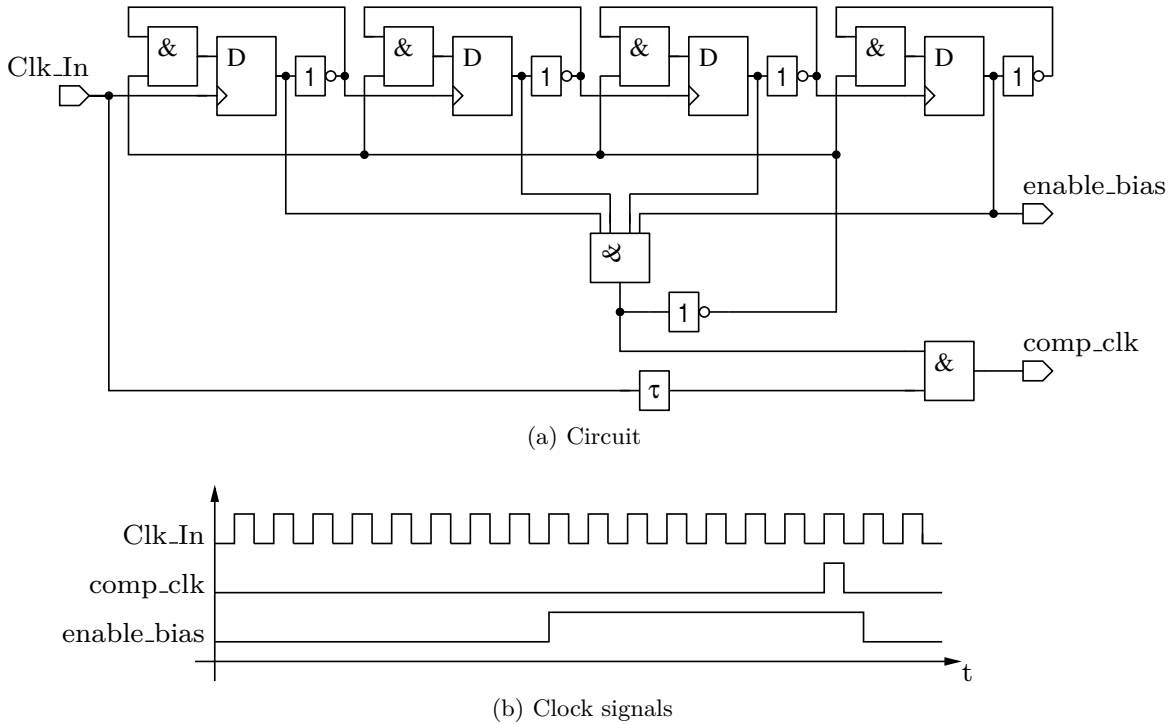 & D 1 & D 1 & D 1 & D 1
Clk_In
enable_bias
&
1
comp_clk
&
τ
(a) Circuit
Clk_In
comp_clk
enable_bias
t
(b) Clock signals